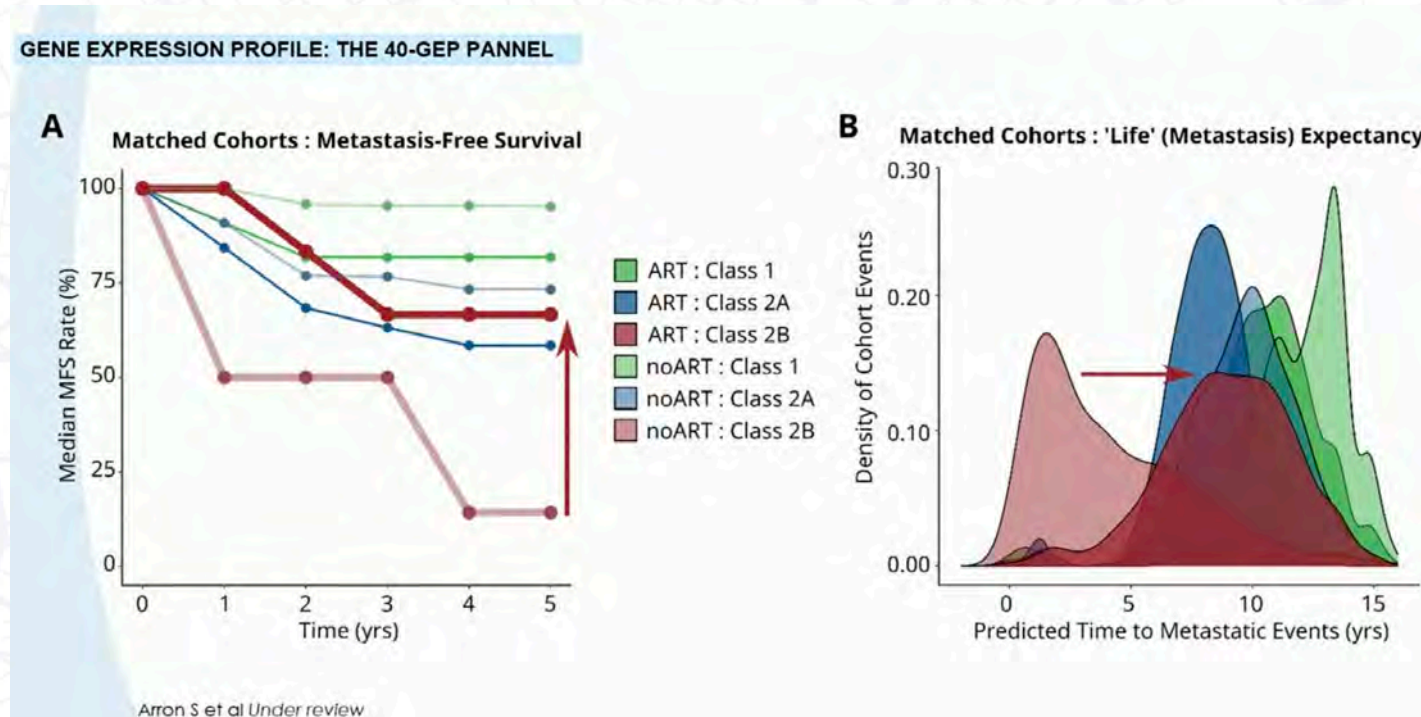 GENE EXPRESSION PROFILE: THE 40-GEP PANNEL
A
Matched Cohorts : Metastasis-Free Survival
Median MFS Rate (%)
100
75
50
25
0
0 1 2 3 4 5
Time (yrs)
ART : Class 1
ART : Class 2A
ART : Class 2B
noART : Class 1
noART : Class 2A
noART : Class 2B
B
Matched Cohorts : 'Life' (Metastasis) Expectancy
Density of Cohort Events
0.30
0.20
0.10
0.00
0 5 10 15
Predicted Time to Metastatic Events (yrs)
Arron S et al Under review